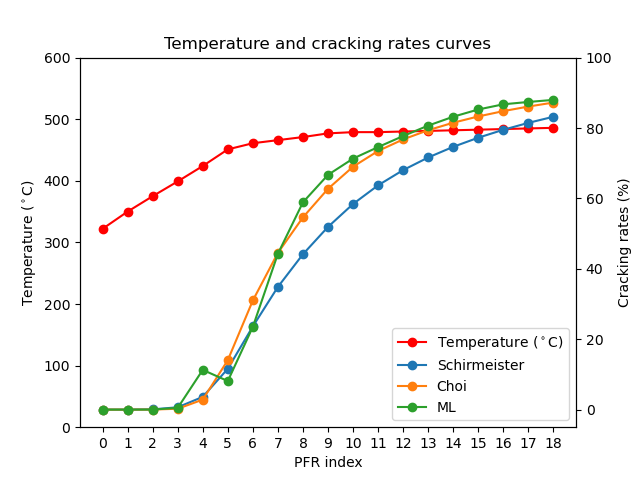 Temperature and cracking rates curves
600
500
400
300
200
100
0
Temperature (°C)
100
80
60
40
20
0
Cracking rates (%)
Temperature (°C)
Schirmeister
Choi
ML
0 1 2 3 4 5 6 7 8 9 10 11 12 13 14 15 16 17 18
PFR index